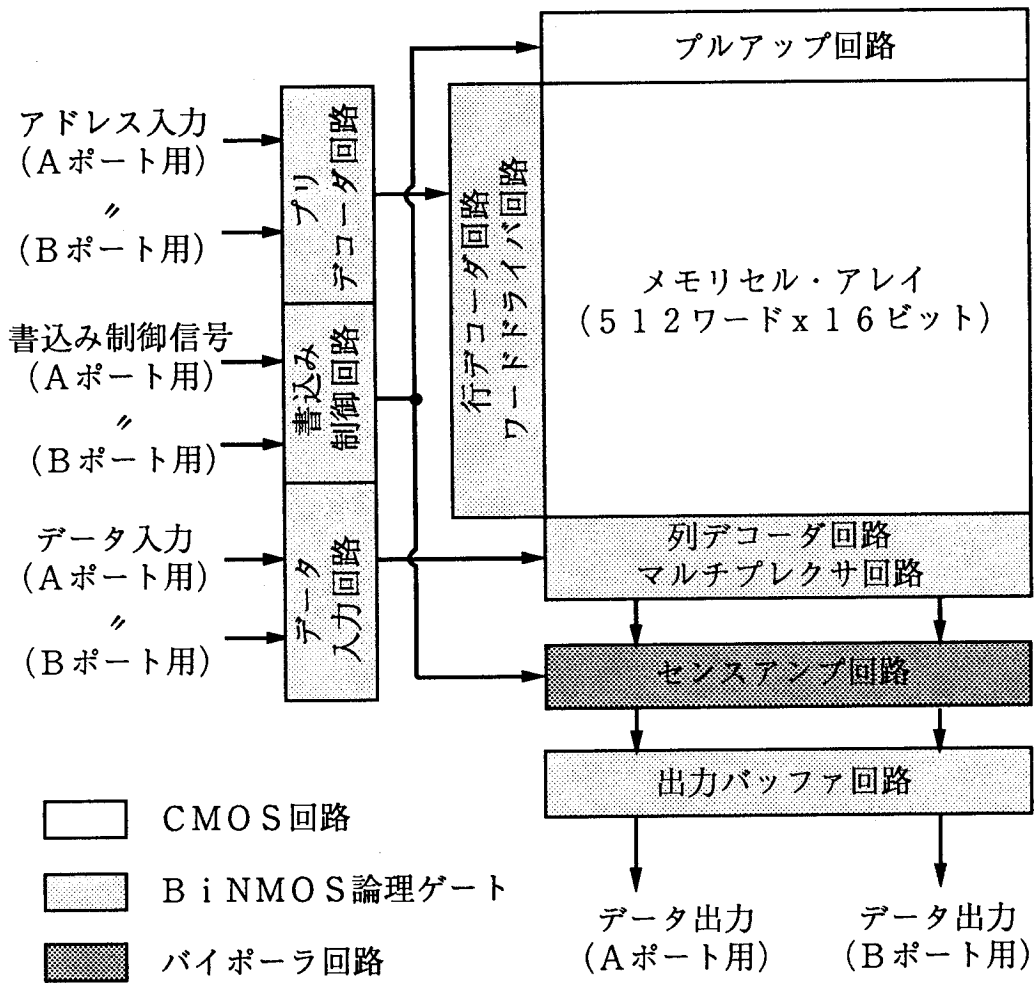 プルアップ回路
アドレス入力
(Aポート用)
〃
(Bポート用)
プリ
デコーダ回路
行デコーダ回路
ワードドライバ回路
メモリセル・アレイ
(512ワードx16ビット)
書込み制御信号
(Aポート用)
〃
(Bポート用)
書込み
制御回路
データ入力
(Aポート用)
〃
(Bポート用)
データ
入力回路
列デコーダ回路
マルチプレクサ回路
センスアンプ回路
出力バッファ回路
CMOS回路
BiNMOS論理ゲート
バイポーラ回路
データ出力
(Aポート用)
データ出力
(Bポート用)